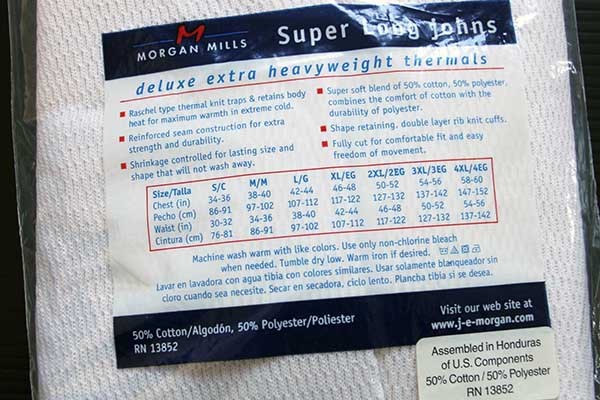 MORGAN MILLS
Super Long Johns
deluxe extra heavyweight thermals
Raschel type thermal knit traps & retains body
heat for maximum warmth in extreme cold.
Reinforced seam construction for extra
strength and durability.
Shrinkage controlled for lasting size and
shape that will not wash away.
Super soft blend of 50% cotton, 50% polyester,
combines the comfort of cotton with the
durability of polyester.
Shape retaining, double layer rib knit cuffs.
Fully cut for comfortable fit and easy
freedom of movement.
Size/Talla S/C M/M L/G XL/EG 2XL/2EG 3XL/3EG 4XL/4EG
Chest (in) 34-36 38-40 42-44 46-48 50-52 54-56 58-60
Pecho (cm) 86-91 97-102 107-112 117-122 127-132 137-142 147-152
Waist (in) 30-32 34-36 38-40 42-44 46-48 50-52 54-56
Cintura (cm) 76-81 86-91 97-102 107-112 117-122 127-132 137-142
Machine wash warm with like colors. Use only non-chlorine bleach
when needed. Tumble dry low. Warm iron if desired.
Lavar en lavadora con agua tibia con colores similares. Usar solamente blanqueador sin
cloro cuando sea necesite. Secar en secadora, ciclo lento. Plancha tibia si se desea.
50% Cotton/Algodón, 50% Polyester/Poliester
RN 13852
Visit our web site at
www.j-e-morgan.com
Assembled in Honduras
of U.S. Components
50% Cotton / 50% Polyester
RN 13852